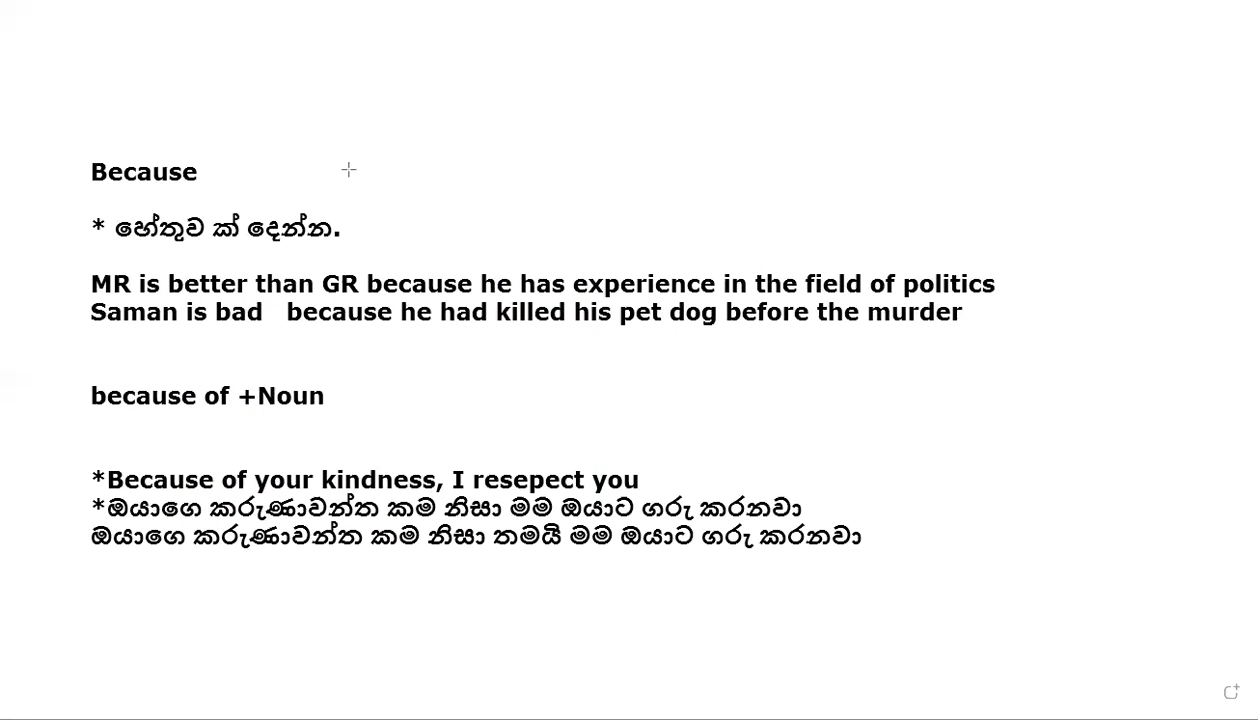 Because
* හේතුව ක් දෙන්න.
MR is better than GR because he has experience in the field of politics
Saman is bad   because he had killed his pet dog before the murder
because of +Noun
*Because of your kindness, I resepect you
*ඔයාගෙ කරුණාවන්ත කම නිසා මම ඔයාට ගරු කරනවා
ඔයාගෙ කරුණාවන්ත කම නිසා තමයි මම ඔයාට ගරු කරනවා